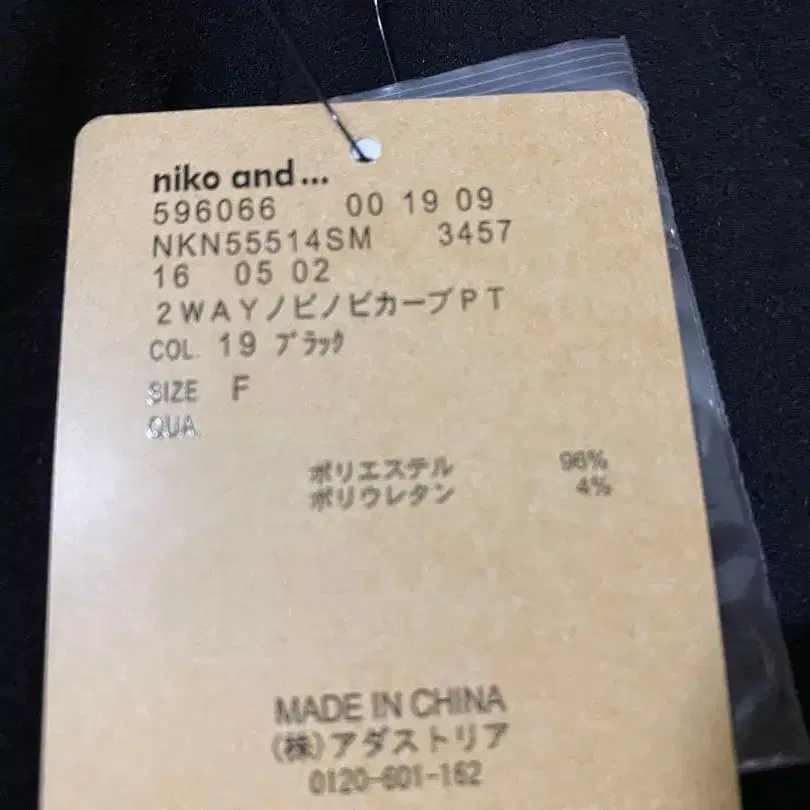 niko and...
596066 00 19 09
NKN55514SM 3457
16 05 02
2WAYノビノビカーブPT
COL. 19 ブラック
SIZE F
QUA.
ポリエステル 96%
ポリウレタン 4%
MADE IN CHINA
(株)アダストリア
0120-601-162